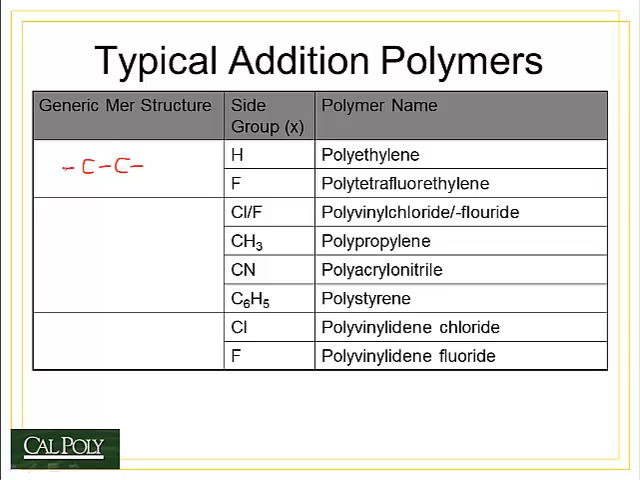 Typical Addition Polymers
Generic Mer Structure Side Group (x) Polymer Name
– C – C –
H Polyethylene
F Polytetrafluorethylene
Cl/F Polyvinylchloride/-flouride
CH₃ Polypropylene
CN Polyacrylonitrile
C₆H₅ Polystyrene
Cl Polyvinylidene chloride
F Polyvinylidene fluoride
CAL POLY